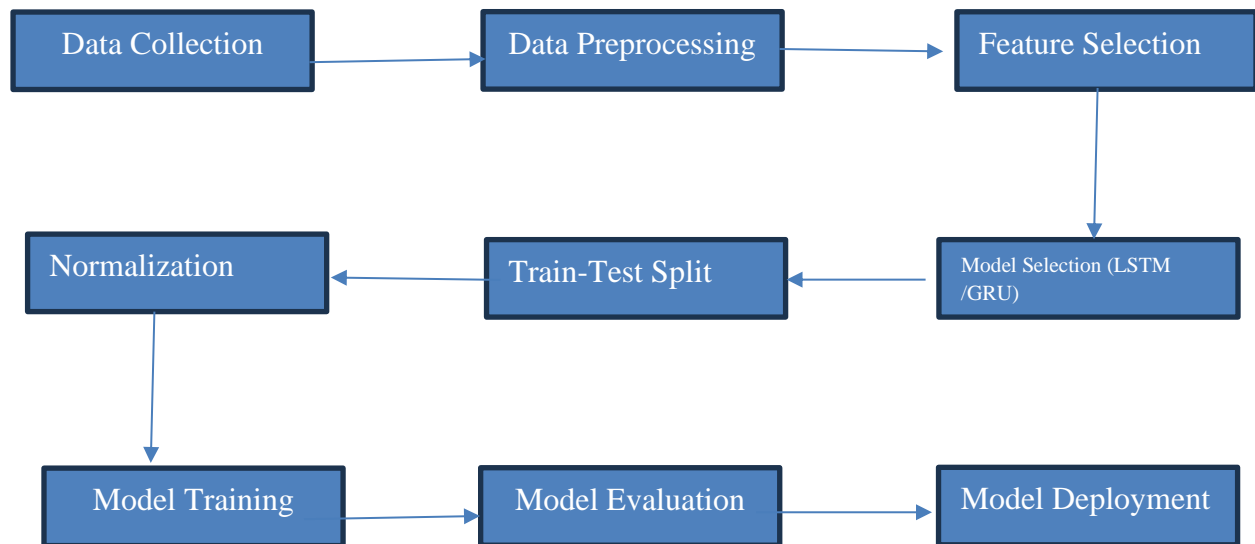 Data Collection
Data Preprocessing
Feature Selection
Model Selection (LSTM
/GRU)
Train-Test Split
Normalization
Model Training
Model Evaluation
Model Deployment